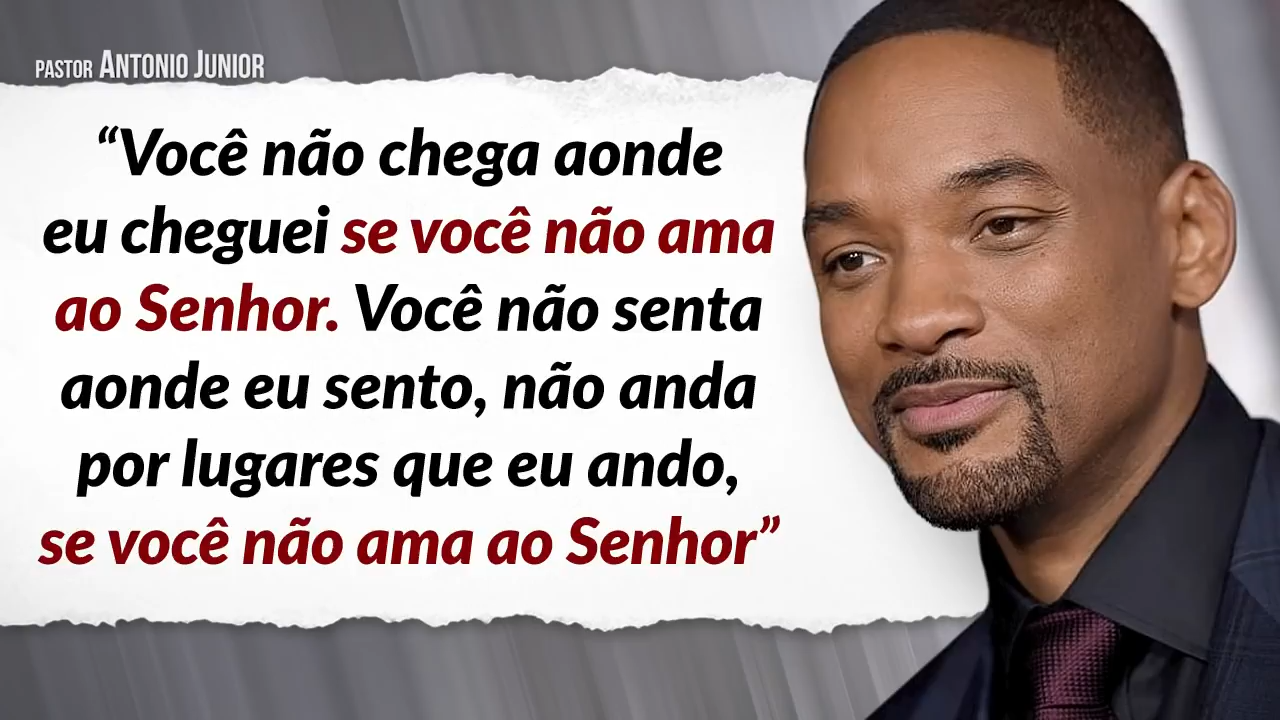 PASTOR ANTONIO JUNIOR
“Você não chega aonde
eu cheguei se você não ama
ao Senhor. Você não senta
aonde eu sento, não anda
por lugares que eu ando,
se você não ama ao Senhor”